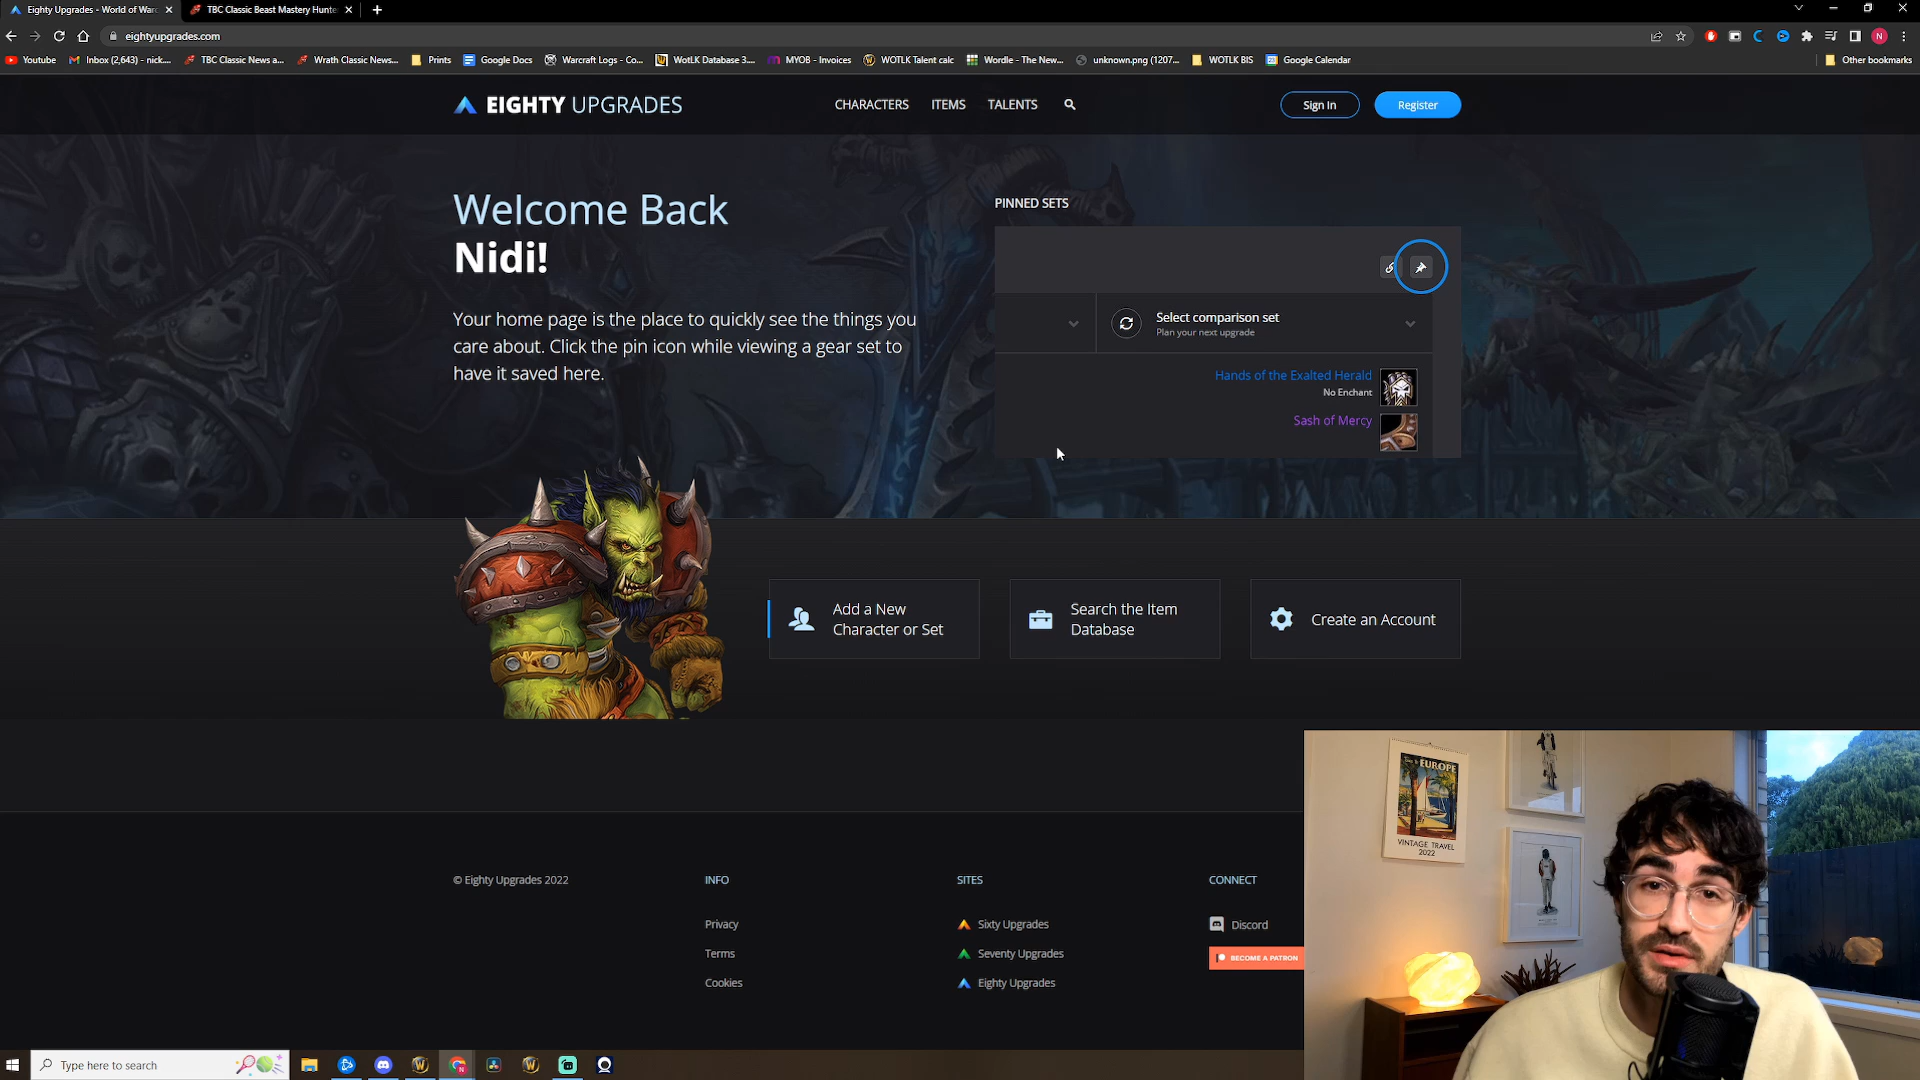 Eighty Upgrades - World of Warc
TBC Classic Beast Mastery Hunte
eightyupgrades.com
Youtube
Inbox (2,643) - nick...
TBC Classic News a...
Wrath Classic News...
Prints
Google Docs
Warcraft Logs - Co...
WotLK Database 3....
MYOB - Invoices
WOTLK Talent calc
Wordle - The New...
unknown.png (1207...
WOTLK BIS
Google Calendar
Other bookmarks
EIGHTY UPGRADES
CHARACTERS
ITEMS
TALENTS
Sign In
Register
Welcome Back
Nidi!
Your home page is the place to quickly see the things you
care about. Click the pin icon while viewing a gear set to
have it saved here.
PINNED SETS
Select comparison set
Plan your next upgrade
Hands of the Exalted Herald
No Enchant
Sash of Mercy
Add a New
Character or Set
Search the Item
Database
Create an Account
© Eighty Upgrades 2022
INFO
Privacy
Terms
Cookies
SITES
Sixty Upgrades
Seventy Upgrades
Eighty Upgrades
CONNECT
Discord
BECOME A PATRON
EUROPE
VINTAGE TRAVEL
2022
Type here to search